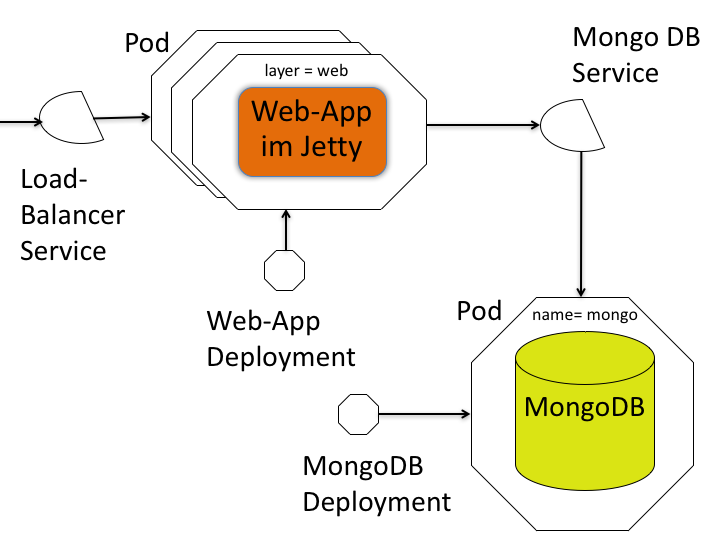 Pod
layer = web
Web-App
im Jetty
Mongo DB
Service
Load-
Balancer
Service
Web-App
Deployment
Pod
name= mongo
MongoDB
MongoDB
Deployment